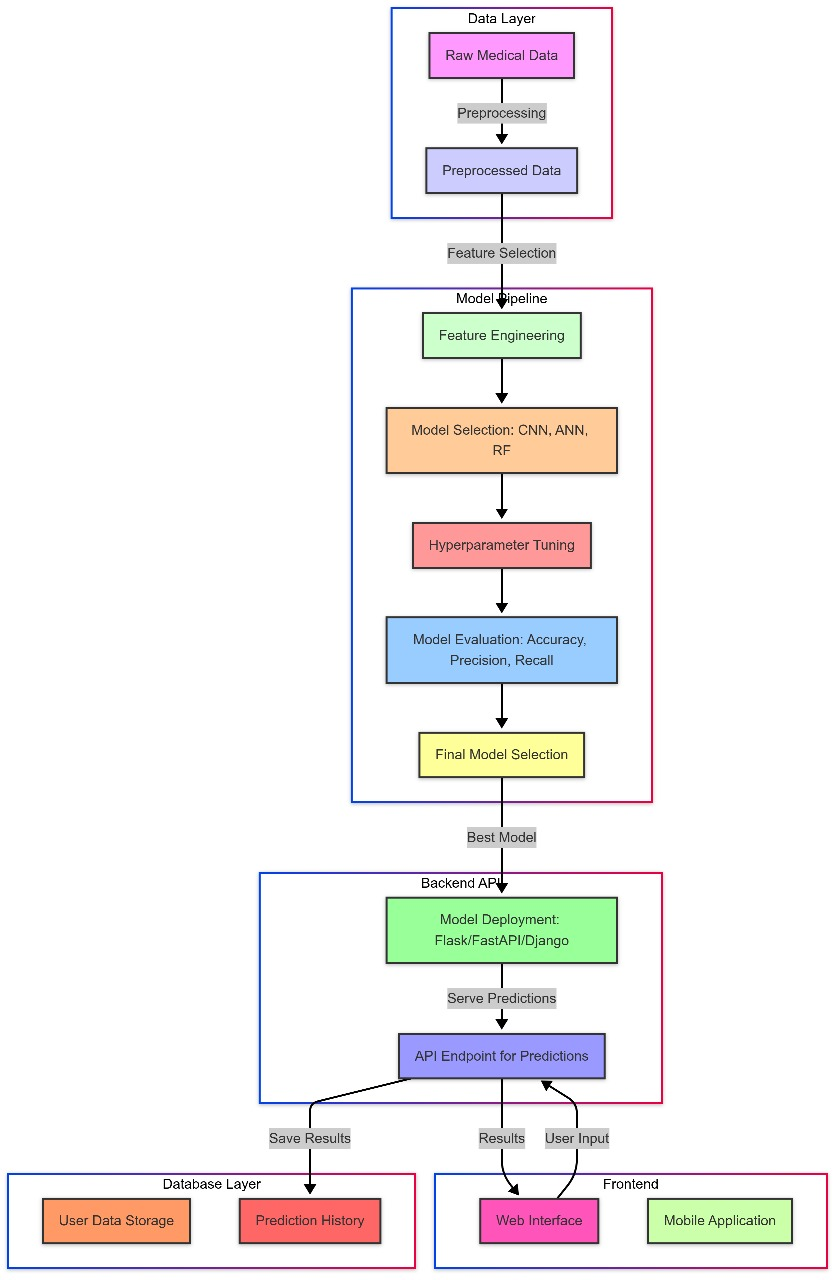 Data Layer
Raw Medical Data
Preprocessing
Preprocessed Data
Feature Selection
Model Pipeline
Feature Engineering
Model Selection: CNN, ANN,
RF
Hyperparameter Tuning
Model Evaluation: Accuracy,
Precision, Recall
Final Model Selection
Best Model
Backend API
Model Deployment:
Flask/FastAPI/Django
Serve Predictions
API Endpoint for Predictions
Save Results
Results
User Input
Database Layer
User Data Storage
Prediction History
Frontend
Web Interface
Mobile Application